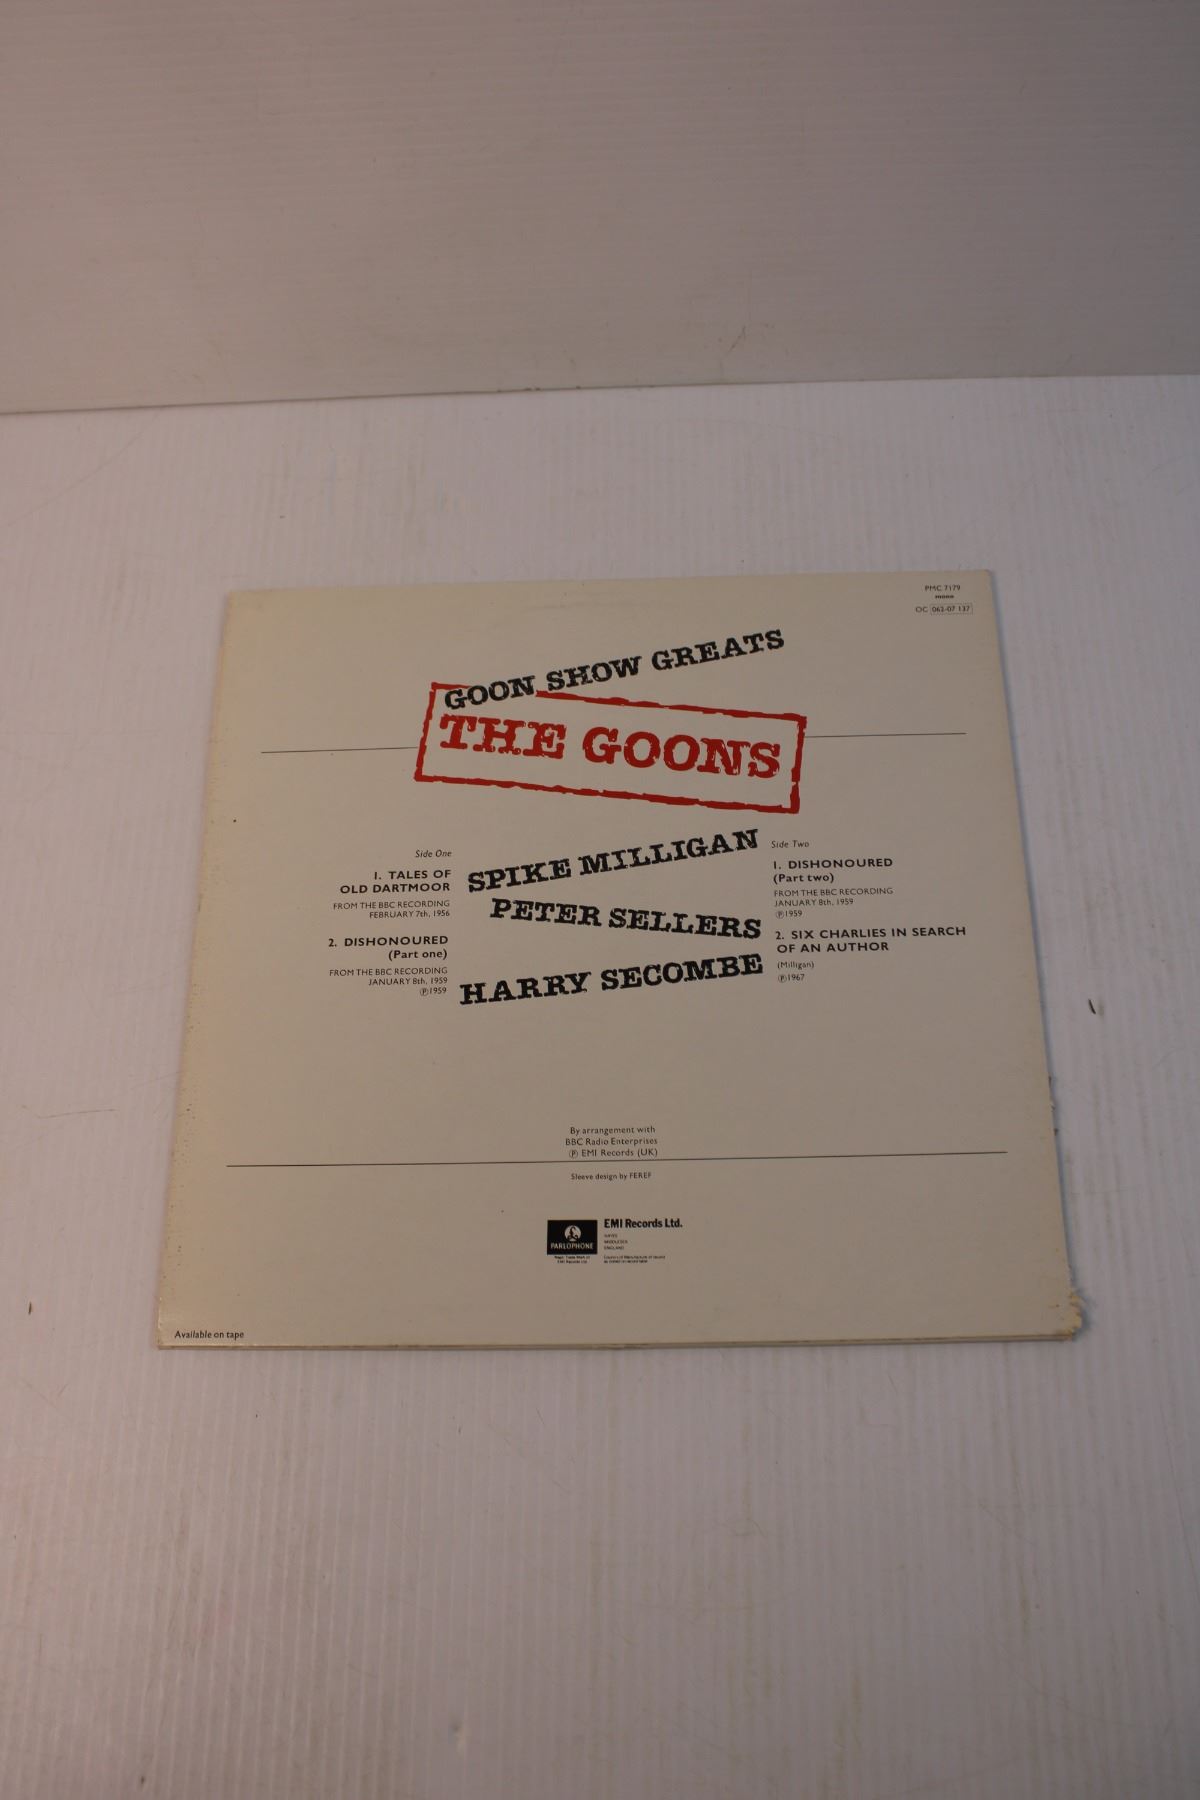 PMC 7179
mono
OC 062-07 137
GOON SHOW GREATS
THE GOONS
SPIKE MILLIGAN
PETER SELLERS
HARRY SECOMBE
Side One
1. TALES OF
OLD DARTMOOR
FROM THE BBC RECORDING
FEBRUARY 7th, 1956
2. DISHONOURED
(Part one)
FROM THE BBC RECORDING
JANUARY 8th, 1959
℗1959
Side Two
1. DISHONOURED
(Part two)
FROM THE BBC RECORDING
JANUARY 8th, 1959
℗1959
2. SIX CHARLIES IN SEARCH
OF AN AUTHOR
(Milligan)
℗1967
By arrangement with
BBC Radio Enterprises
℗ EMI Records (UK)
Sleeve design by FEREF
PARLOPHONE
EMI Records Ltd.
HAYES
MIDDLESEX
ENGLAND
Available on tape